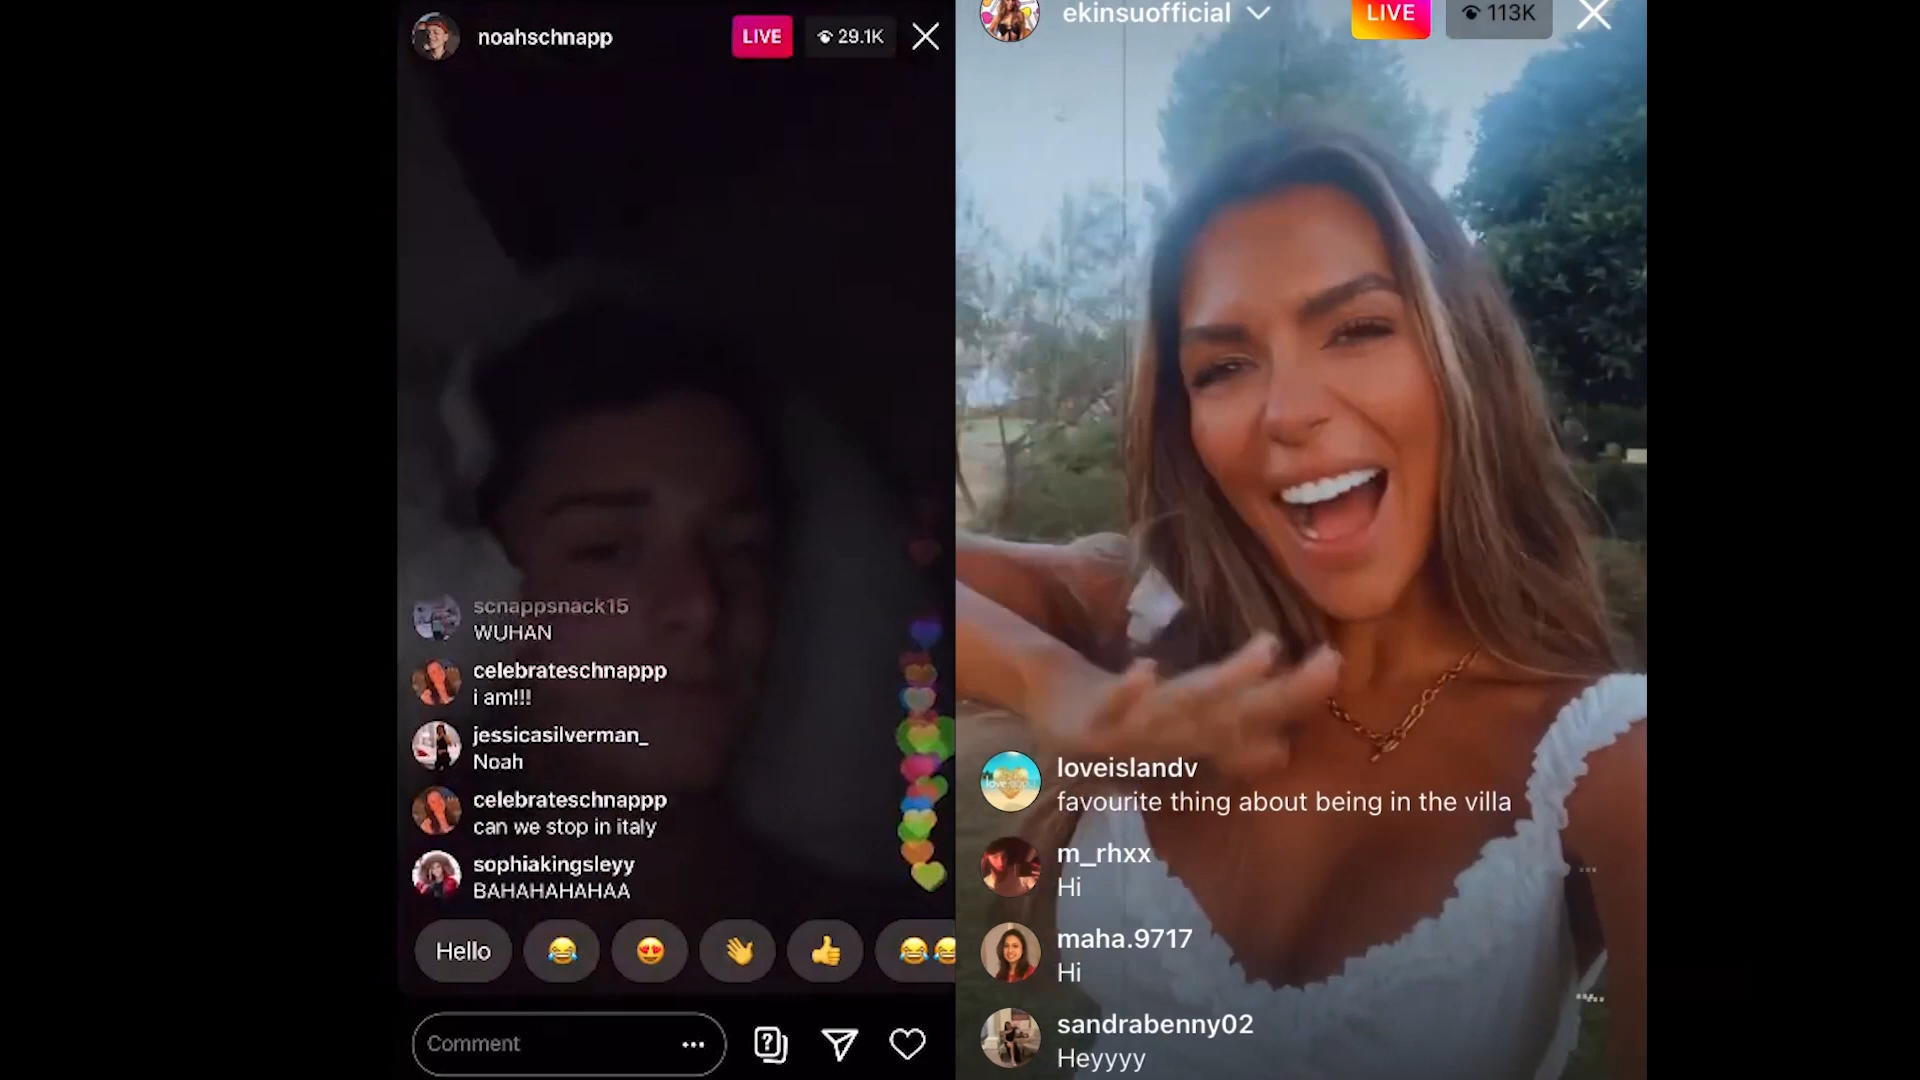 noahschnapp
LIVE
29.1K
scnappsnack15
WUHAN
celebrateschnappp
i am!!!
jessicasilverman_
Noah
celebrateschnappp
can we stop in italy
sophiakingsleyy
BAHAHAHAHAA
Hello
Comment
ekinsuofficial
LIVE
113K
loveislandv
favourite thing about being in the villa
m_rhxx
Hi
maha.9717
Hi
sandrabenny02
Heyyyy